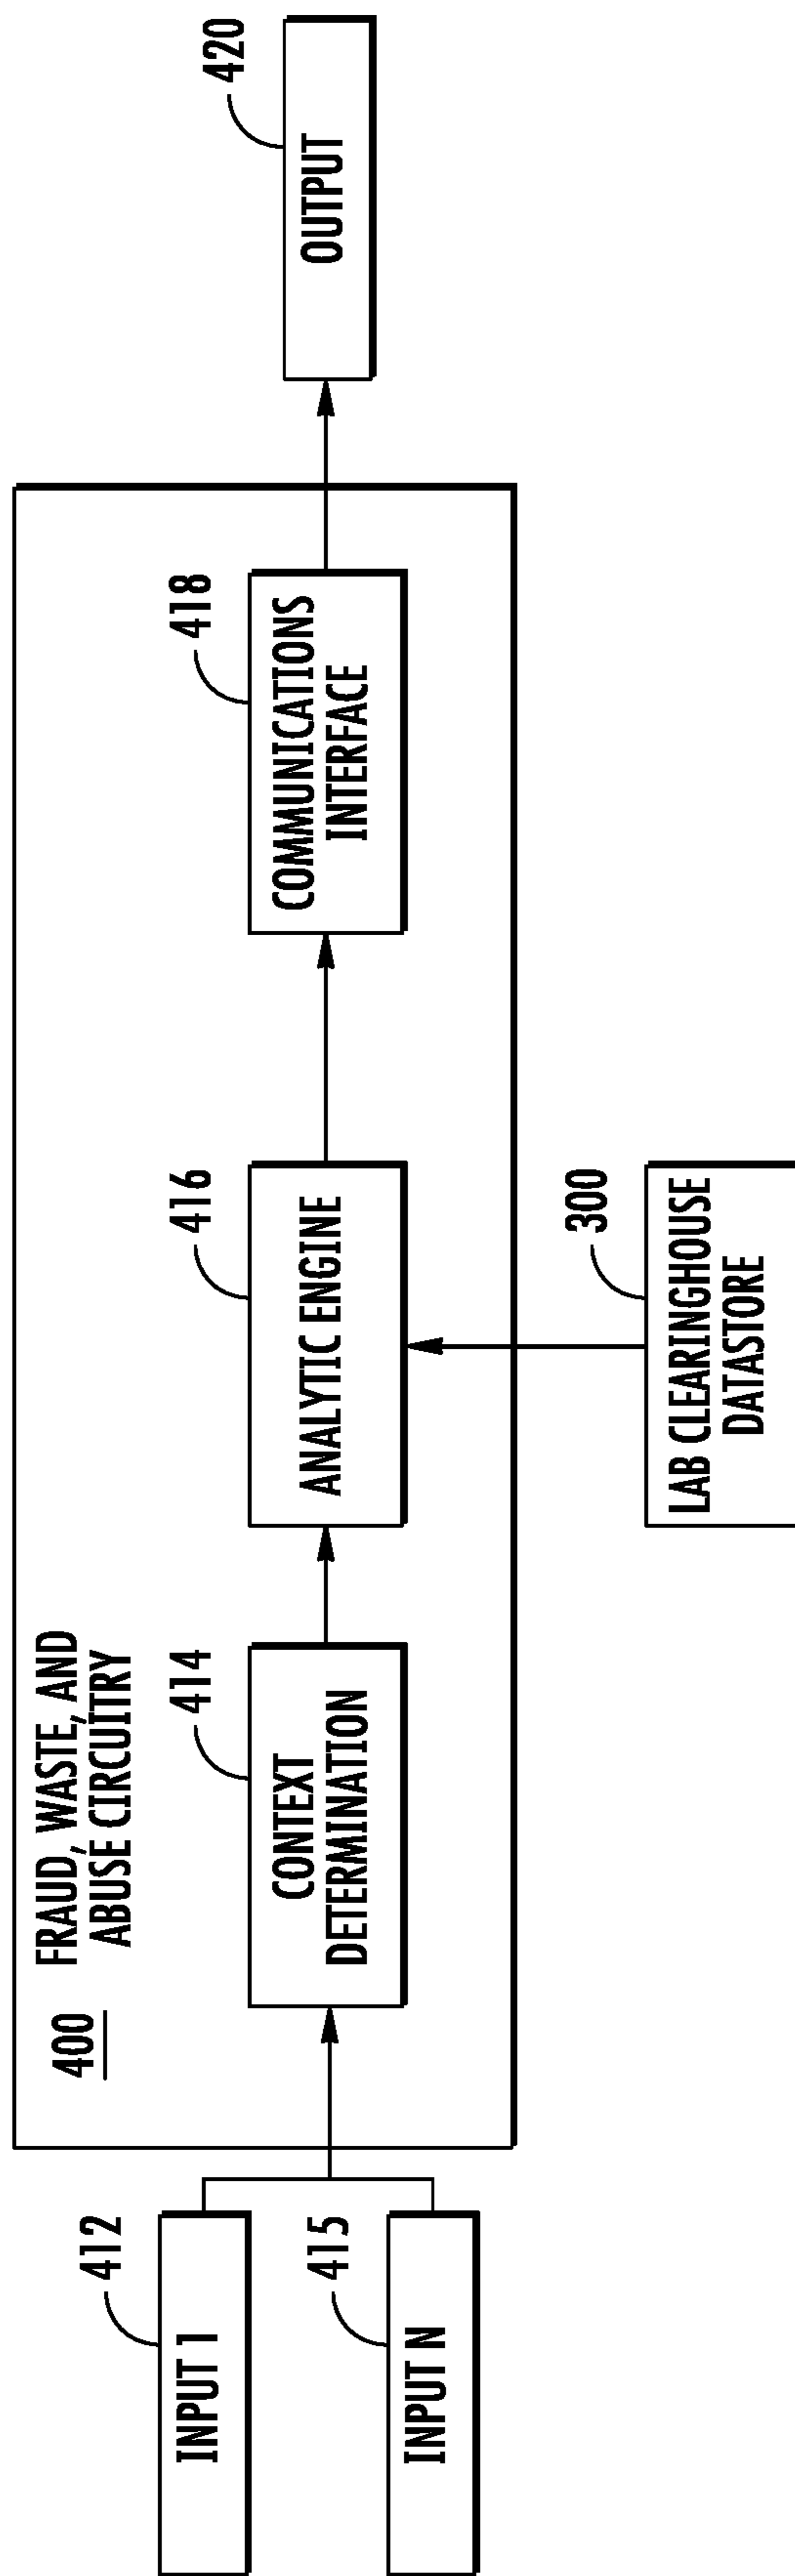 400
FRAUD, WASTE, AND
ABUSE CIRCUITRY
412
INPUT 1
415
INPUT N
414
CONTEXT
DETERMINATION
416
ANALYTIC ENGINE
418
COMMUNICATIONS
INTERFACE
420
OUTPUT
300
LAB CLEARINGHOUSE
DATASTORE